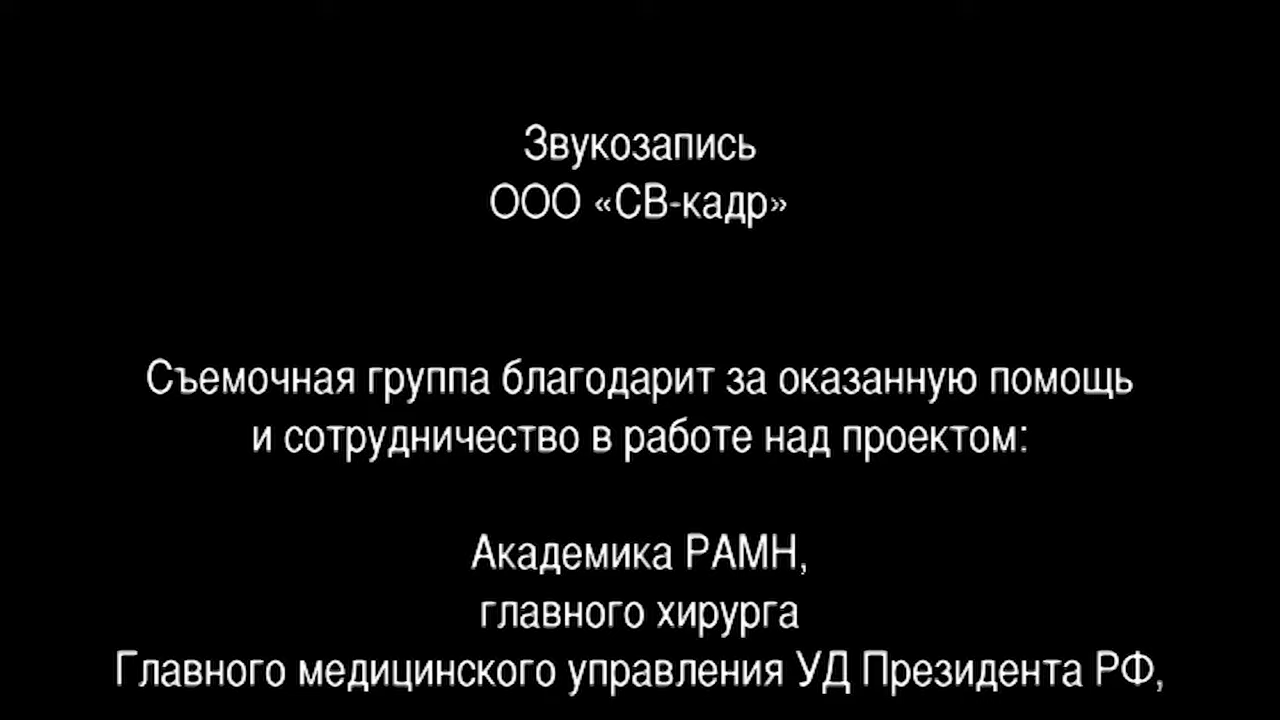 Звукозапись
ООО «СВ-кадр»
Съемочная группа благодарит за оказанную помощь
и сотрудничество в работе над проектом:
Академика РАМН,
главного хирурга
Главного медицинского управления УД Президента РФ,